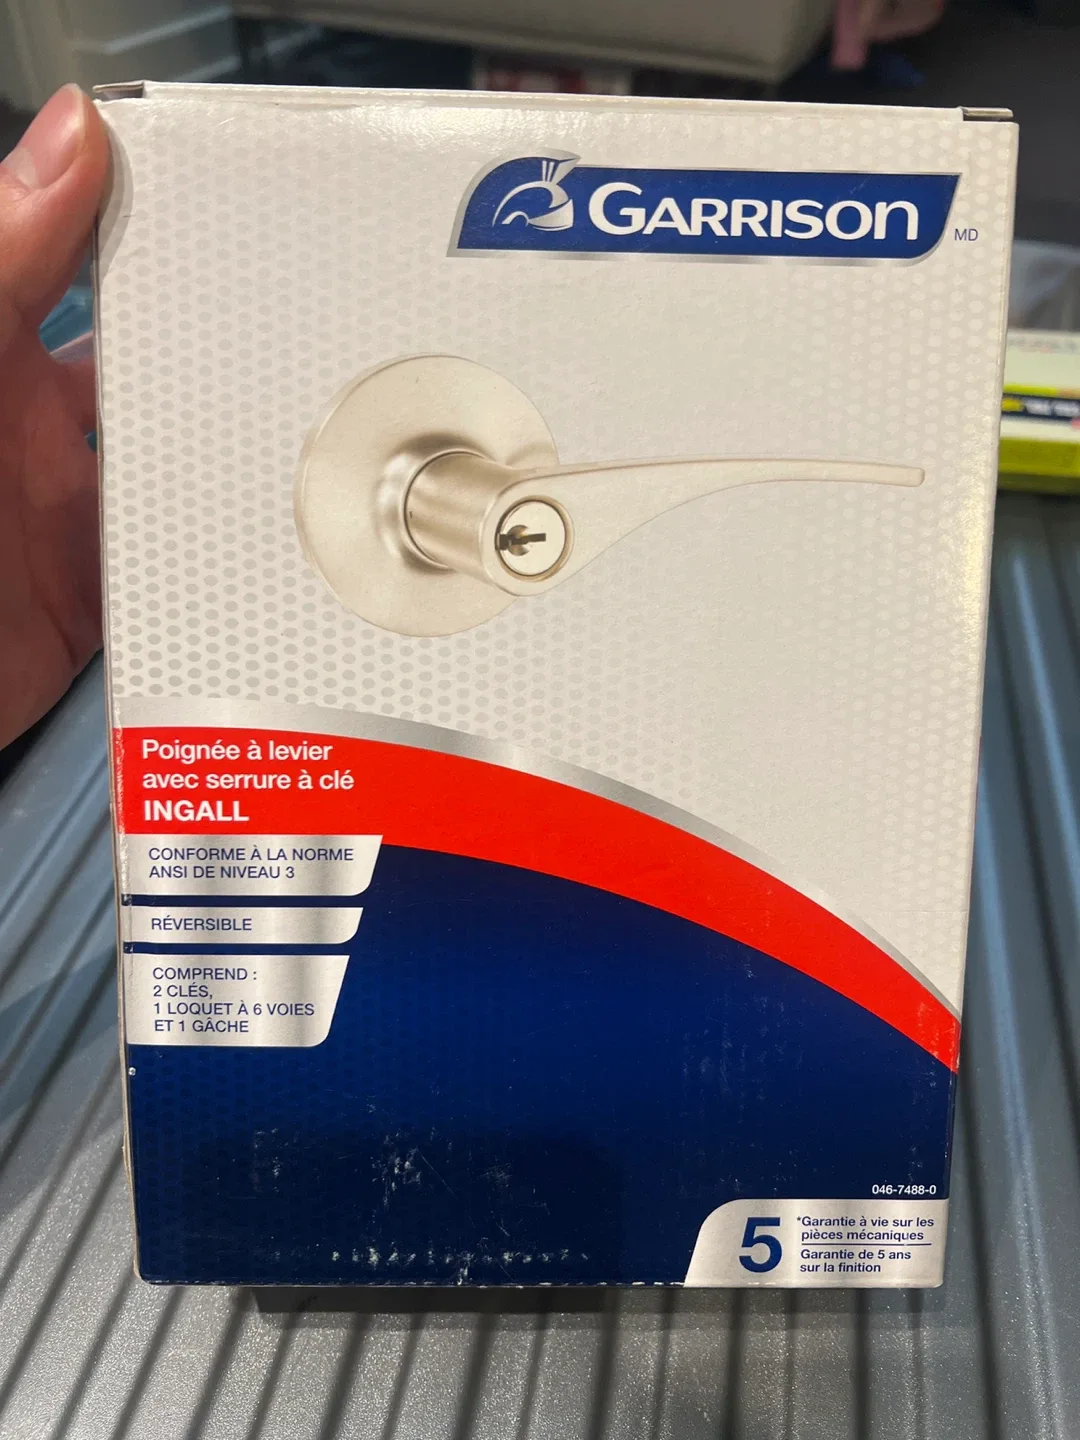 GARRISON
MD
Poignée à levier
avec serrure à clé
INGALL
CONFORME À LA NORME
ANSI DE NIVEAU 3
RÉVERSIBLE
COMPREND :
2 CLÉS,
1 LOQUET À 6 VOIES
ET 1 GÂCHE
046-7488-0
5
*Garantie à vie sur les
pièces mécaniques
Garantie de 5 ans
sur la finition